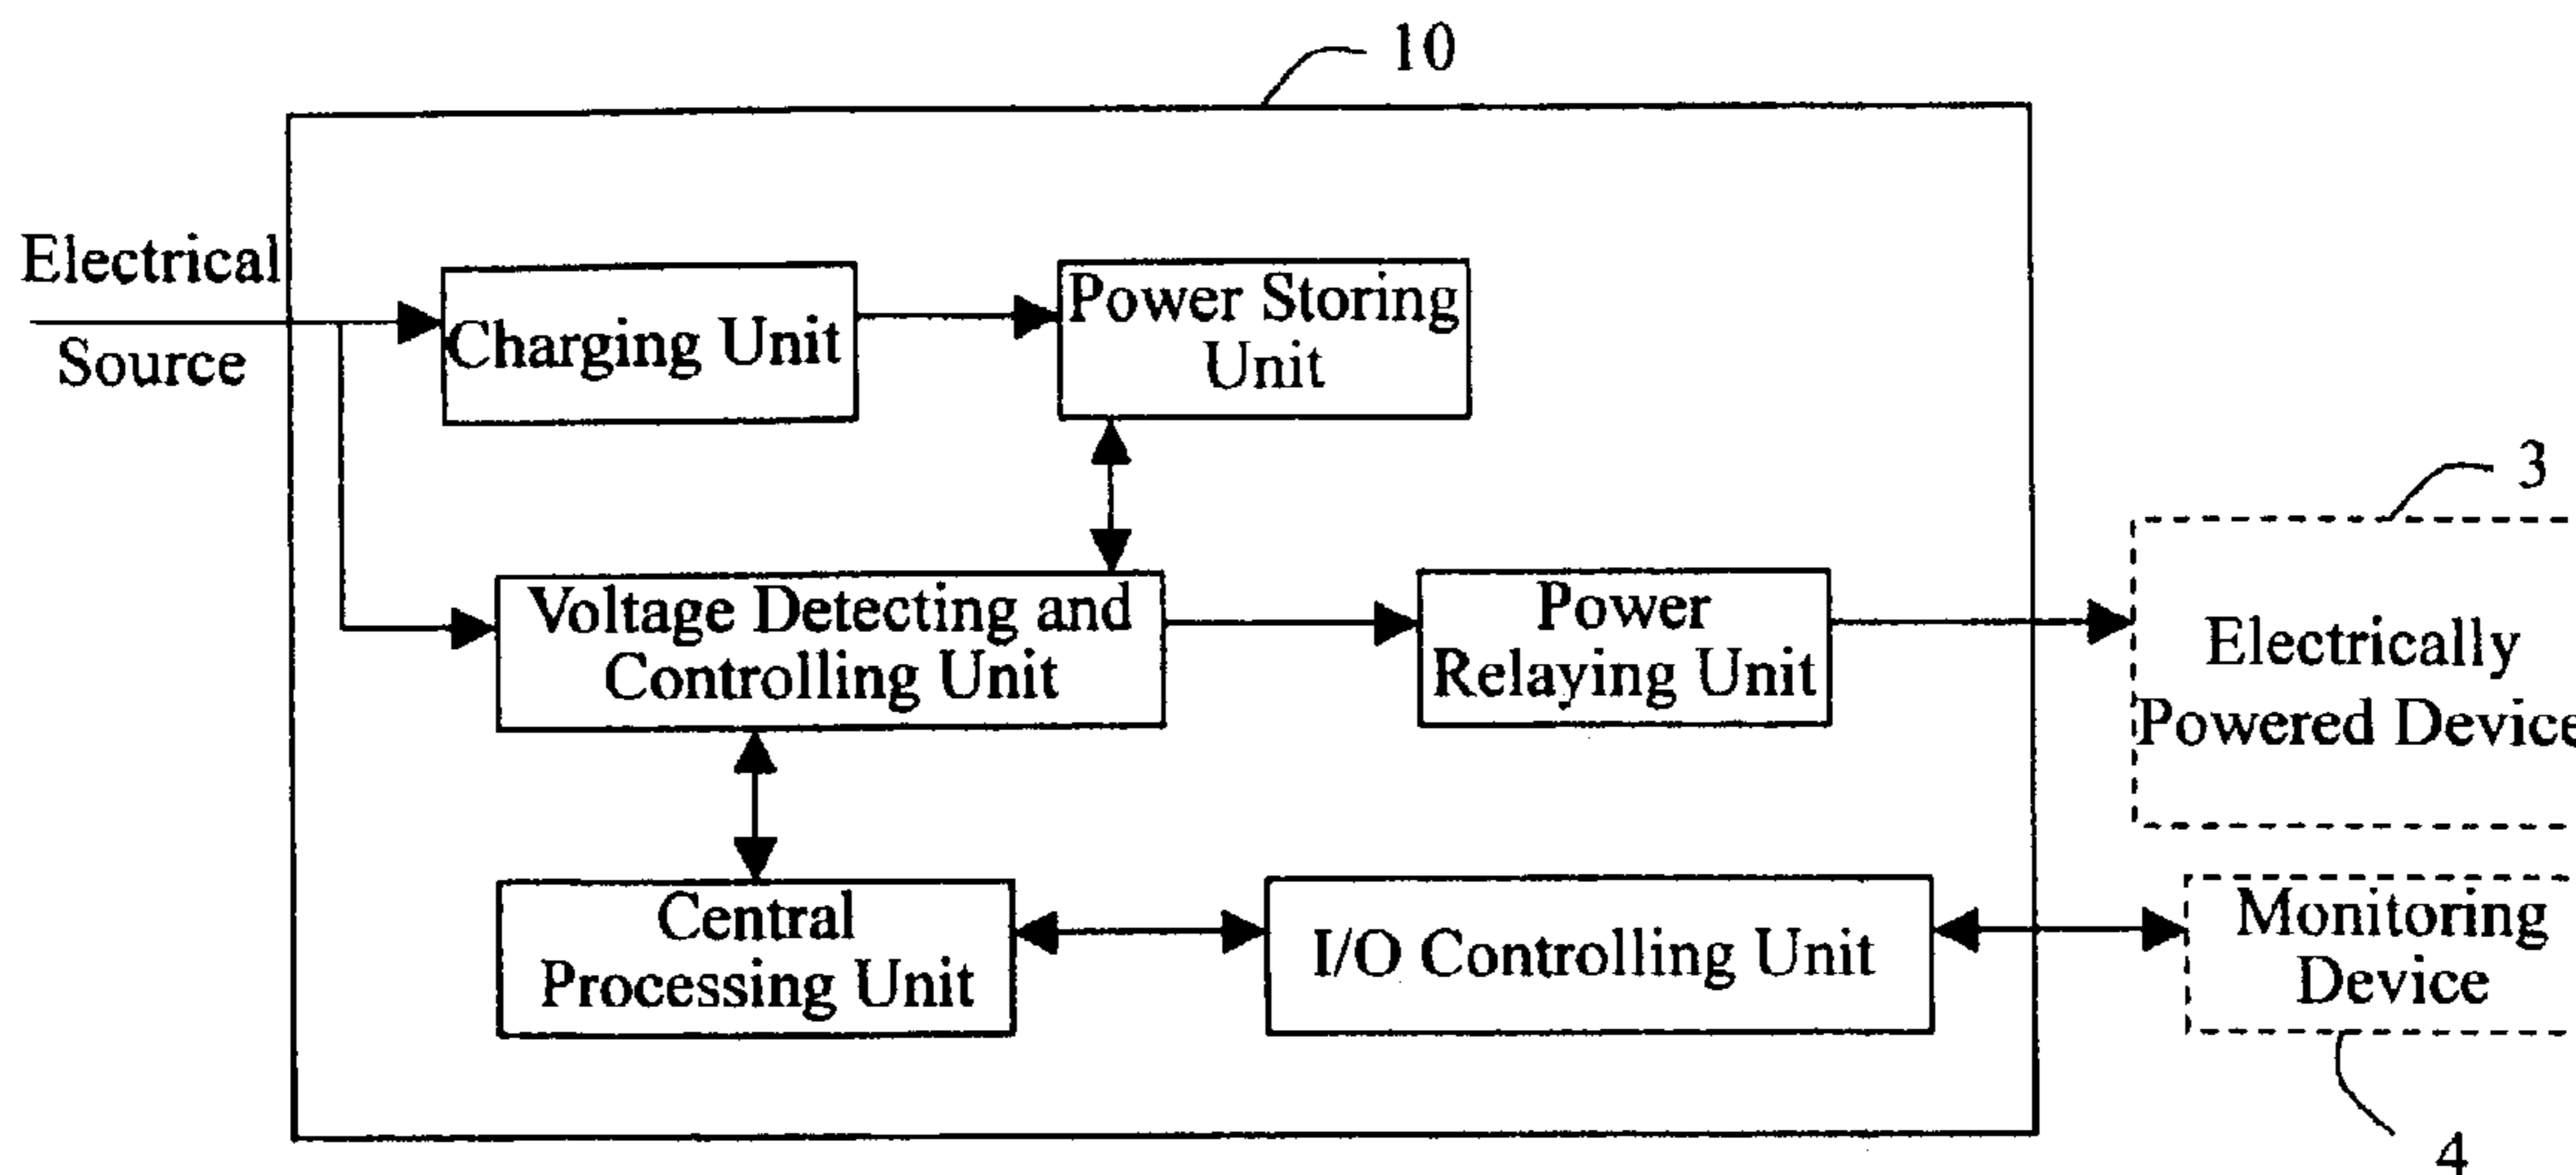 10
Electrical
Source
Charging Unit
Power Storing
Unit
3
Voltage Detecting and
Controlling Unit
Power
Relaying Unit
Electrically
Powered Device
Central
Processing Unit
I/O Controlling Unit
Monitoring
Device
4